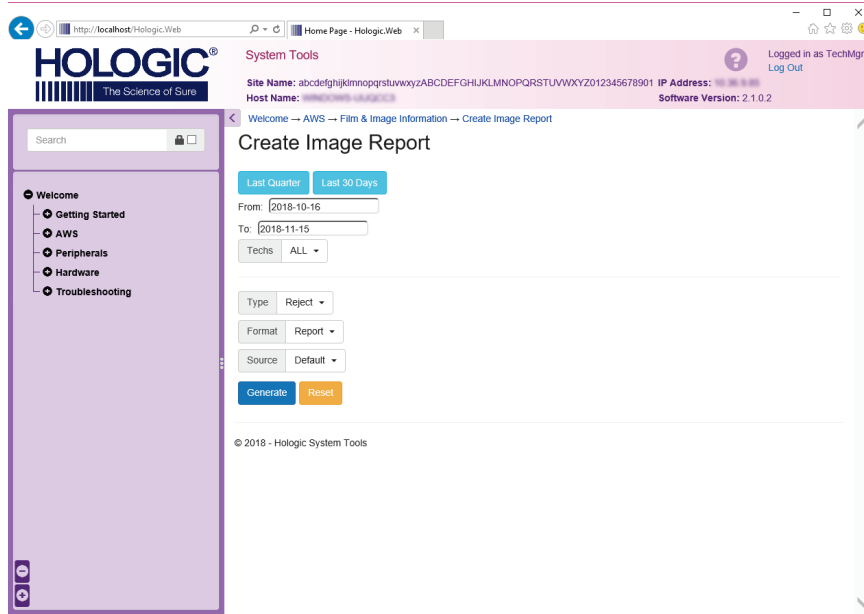 http://localhost/Hologic.Web
Home Page - Hologic.Web
HOLOGIC®
The Science of Sure
System Tools
Logged in as TechMgr
Log Out
Site Name: abcdefghijklmnopqrstuvwxyzABCDEFGHIJKLMNOPQRSTUVWXYZ012345678901 IP Address:
Host Name:
Software Version: 2.1.0.2
Search
Welcome
Getting Started
AWS
Peripherals
Hardware
Troubleshooting
Welcome → AWS → Film & Image Information → Create Image Report
Create Image Report
Last Quarter Last 30 Days
From: 2018-10-16
To: 2018-11-15
Techs ALL
Type Reject
Format Report
Source Default
Generate Reset
© 2018 - Hologic System Tools